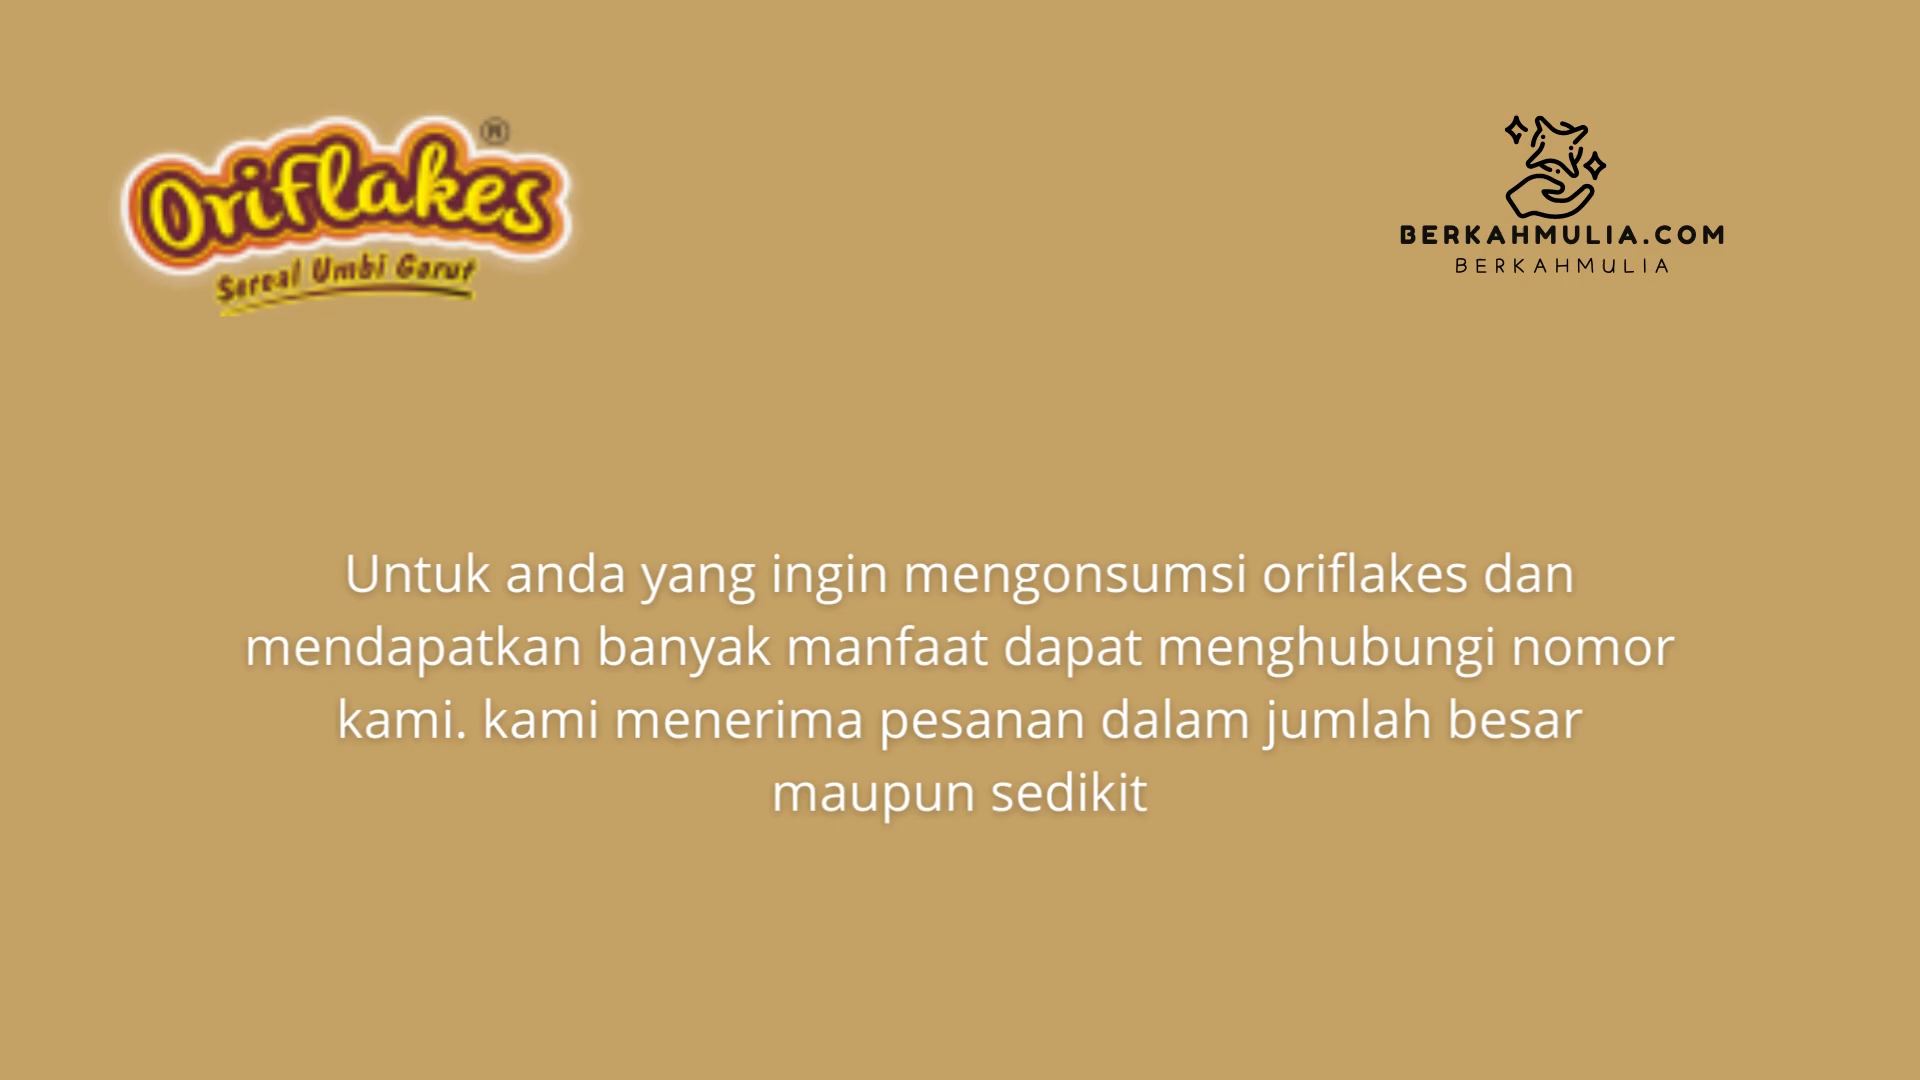 Oriflakes ®
Sereal Umbi Garut
BERKAHMULIA.COM
BERKAHMULIA
Untuk anda yang ingin mengonsumsi oriflakes dan
mendapatkan banyak manfaat dapat menghubungi nomor
kami. kami menerima pesanan dalam jumlah besar
maupun sedikit